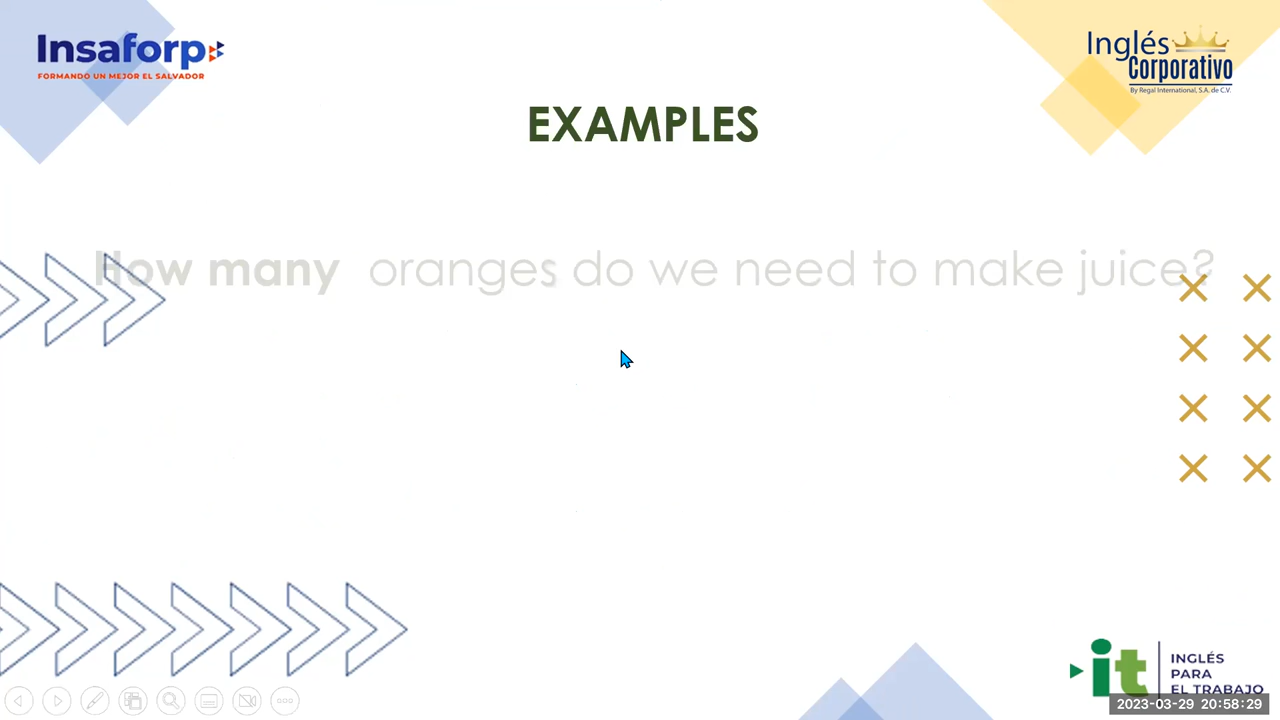 Insaforp
FORMANDO UN MEJOR EL SALVADOR
Inglés
Corporativo
By Regal International, S.A. de C.V.
EXAMPLES
How many oranges do we need to make juice?
it
INGLÉS
PARA
EL TRABAJO
2023-03-29 20:58:29